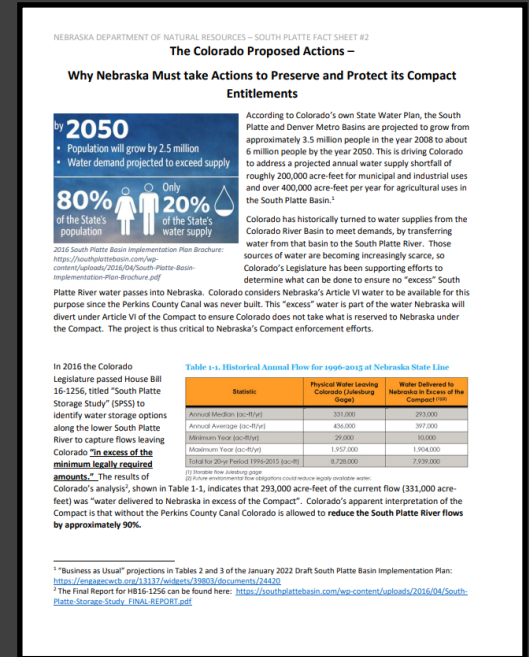 NEBRASKA DEPARTMENT OF NATURAL RESOURCES – SOUTH PLATTE FACT SHEET #2
The Colorado Proposed Actions –
Why Nebraska Must take Actions to Preserve and Protect its Compact
Entitlements
by 2050
• Population will grow by 2.5 million
• Water demand projected to exceed supply
80%
of the State's
population
Only
20%
of the State's
water supply
2016 South Platte Basin Implementation Plan Brochure:
https://southplattebasin.com/wp-
content/uploads/2016/04/South-Platte-Basin-
Implementation-Plan-Brochure.pdf
According to Colorado's own State Water Plan, the South
Platte and Denver Metro Basins are projected to grow from
approximately 3.5 million people in the year 2008 to about
6 million people by the year 2050. This is driving Colorado
to address a projected annual water supply shortfall of
roughly 200,000 acre-feet for municipal and industrial uses
and over 400,000 acre-feet per year for agricultural uses in
the South Platte Basin.¹
Colorado has historically turned to water supplies from the
Colorado River Basin to meet demands, by transferring
water from that basin to the South Platte River. Those
sources of water are becoming increasingly scarce, so
Colorado's Legislature has been supporting efforts to
determine what can be done to ensure no "excess" South
Platte River water passes into Nebraska. Colorado considers Nebraska's Article VI water to be available for this
purpose since the Perkins County Canal was never built. This "excess" water is part of the water Nebraska will
divert under Article VI of the Compact to ensure Colorado does not take what is reserved to Nebraska under
the Compact. The project is thus critical to Nebraska's Compact enforcement efforts.
In 2016 the Colorado
Legislature passed House Bill
16-1256, titled "South Platte
Storage Study" (SPSS) to
identify water storage options
along the lower South Platte
River to capture flows leaving
Colorado "in excess of the
minimum legally required
amounts." The results of
Table 1-1. Historical Annual Flow for 1996-2015 at Nebraska State Line
Statistic
Physical Water Leaving Colorado (Julesburg Gage)
Water Delivered to Nebraska in Excess of the Compact (1)(2)
Annual Median (ac-ft/yr) 331,000 293,000
Annual Average (ac-ft/yr) 436,000 397,000
Minimum Year (ac-ft/yr) 29,000 10,000
Maximum Year (ac-ft/yr) 1,957,000 1,904,000
Total for 20-yr Period 1996-2015 (ac-ft) 8,728,000 7,939,000
(1) Storable flow Julesburg gage
(2) Future environmental flow obligations could reduce legally available water.
Colorado's analysis², shown in Table 1-1, indicates that 293,000 acre-feet of the current flow (331,000 acre-
feet) was "water delivered to Nebraska in excess of the Compact". Colorado's apparent interpretation of the
Compact is that without the Perkins County Canal Colorado is allowed to reduce the South Platte River flows
by approximately 90%.
¹ "Business as Usual" projections in Tables 2 and 3 of the January 2022 Draft South Platte Basin Implementation Plan:
https://engagecwcb.org/13137/widgets/39803/documents/24420
² The Final Report for HB16-1256 can be found here: https://southplattebasin.com/wp-content/uploads/2016/04/South-
Platte-Storage-Study_FINAL-REPORT.pdf